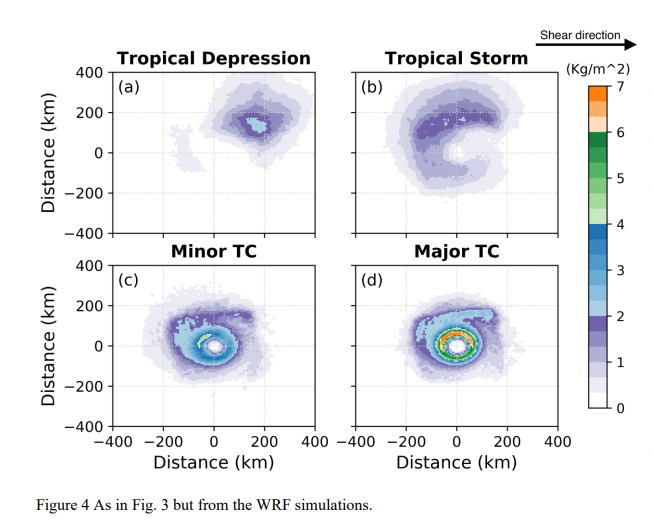 Shear direction
Tropical Depression
Tropical Storm
(Kg/m^2)
Distance (km)
400
200
0
−200
−400
(a)
(b)
7
6
5
4
3
2
1
0
Minor TC
Major TC
Distance (km)
400
200
0
−200
−400
(c)
(d)
−400 −200 0 200 400 −400 −200 0 200 400
Distance (km)
Distance (km)
Figure 4 As in Fig. 3 but from the WRF simulations.